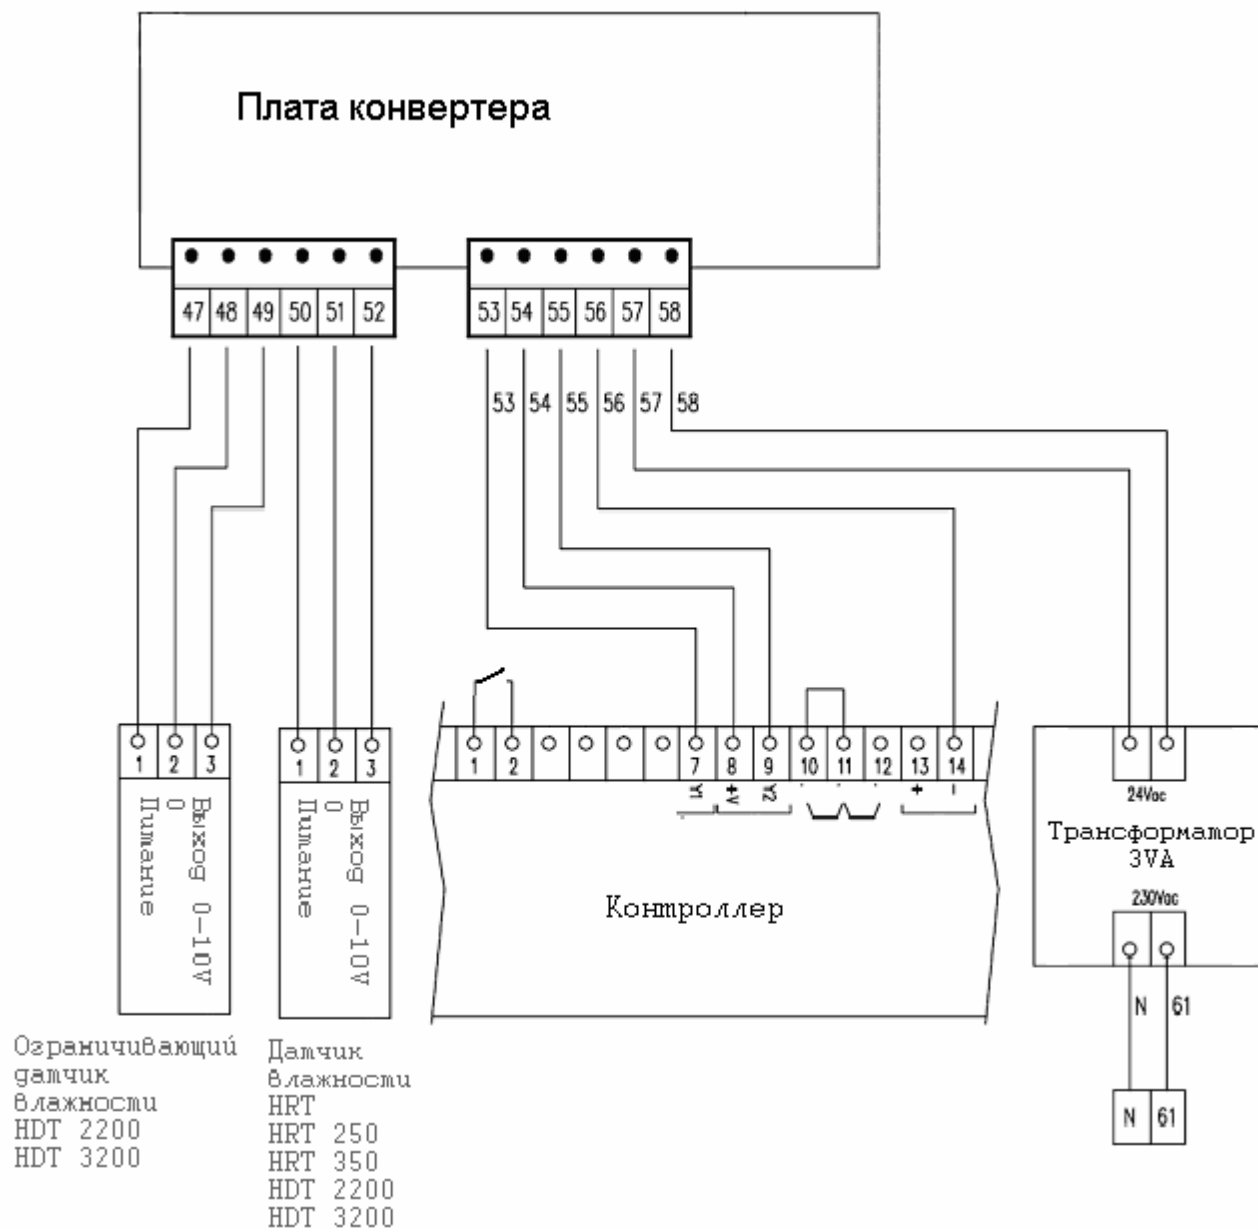 Плата конвертера
47 48 49 50 51 52
53 54 55 56 57 58
53 54 55 56 57 58
1 2 3
Питание
0
Выход 0-10V
1 2 3
Питание
0
Выход 0-10V
1 2 7 8 9 10 11 12 13 14
Y1 +V Y2 + -
Контроллер
24Vac
Трансформатор
3VA
230Vac
N 61
N 61
Ограничивающий
датчик
влажности
HDT 2200
HDT 3200
Датчик
влажности
HRT
HRT 250
HRT 350
HDT 2200
HDT 3200